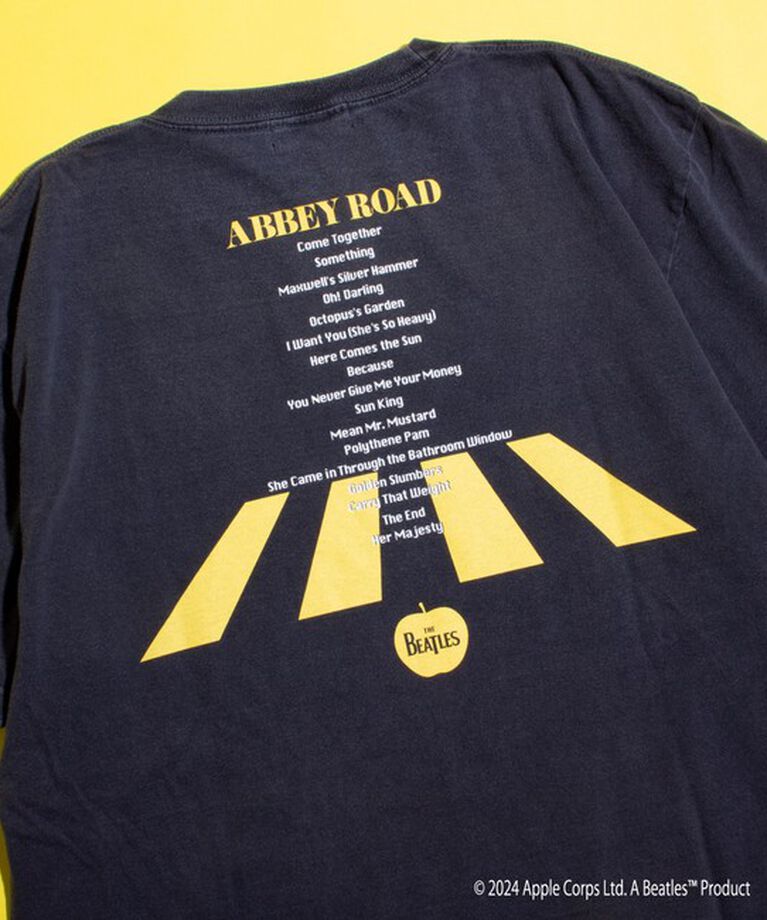 ABBEY ROAD
Come Together
Something
Maxwell's Silver Hammer
Oh! Darling
Octopus's Garden
I Want You (She's So Heavy)
Here Comes the Sun
Because
You Never Give Me Your Money
Sun King
Mean Mr. Mustard
Polythene Pam
She Came in Through the Bathroom Window
Golden Slumbers
Carry That Weight
The End
Her Majesty
THE
BEATLES
© 2024 Apple Corps Ltd. A Beatles™ Product